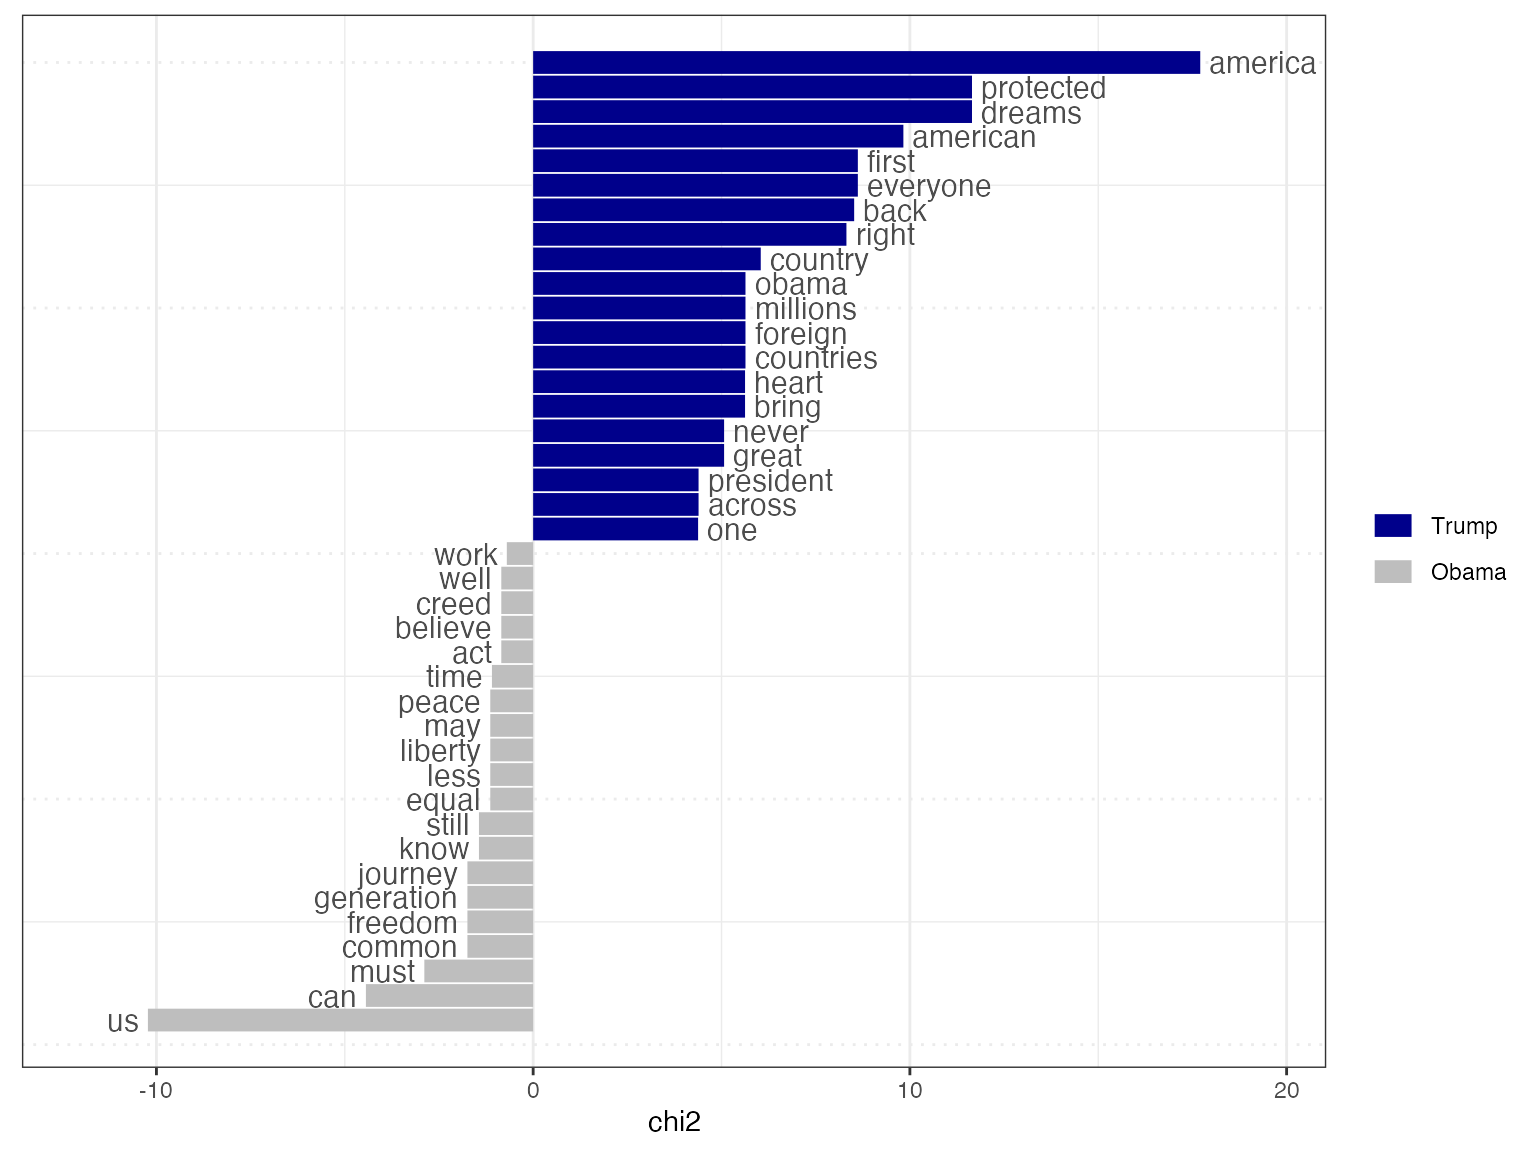 america
protected
dreams
american
first
everyone
back
right
country
obama
millions
foreign
countries
heart
bring
never
great
president
across
one
work
well
creed
believe
act
time
peace
may
liberty
less
equal
still
know
journey
generation
freedom
common
must
can
us
-10 0 10 20
chi2
Trump
Obama